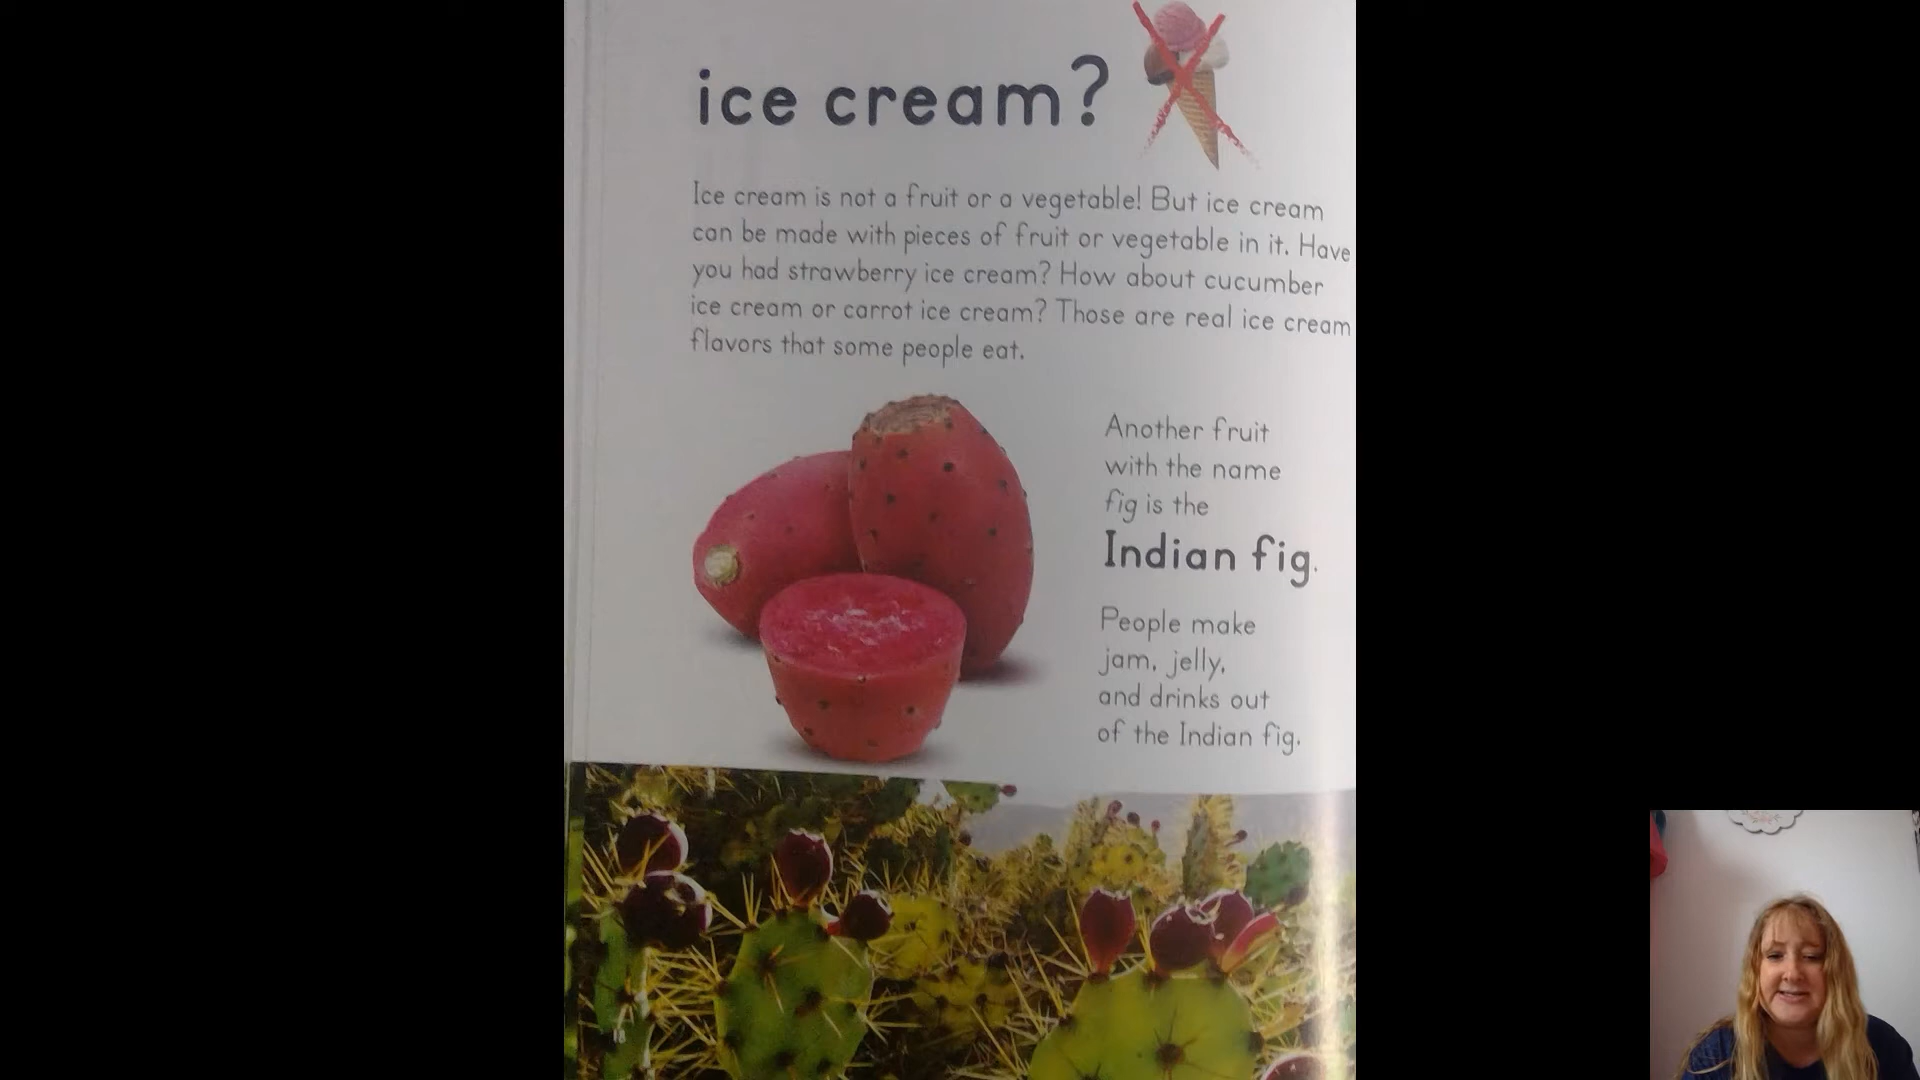 ice cream?
Ice cream is not a fruit or a vegetable! But ice cream
can be made with pieces of fruit or vegetable in it. Have
you had strawberry ice cream? How about cucumber
ice cream or carrot ice cream? Those are real ice cream
flavors that some people eat.
Another fruit
with the name
fig is the
Indian fig.
People make
jam, jelly,
and drinks out
of the Indian fig.
18